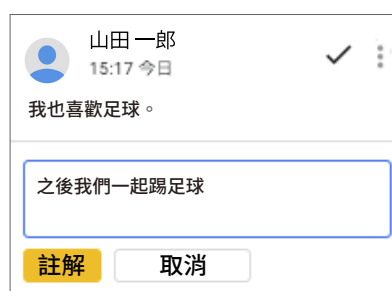 山田 一郎
15:17 今日
我也喜歡足球。
之後我們一起踢足球
註解
取消